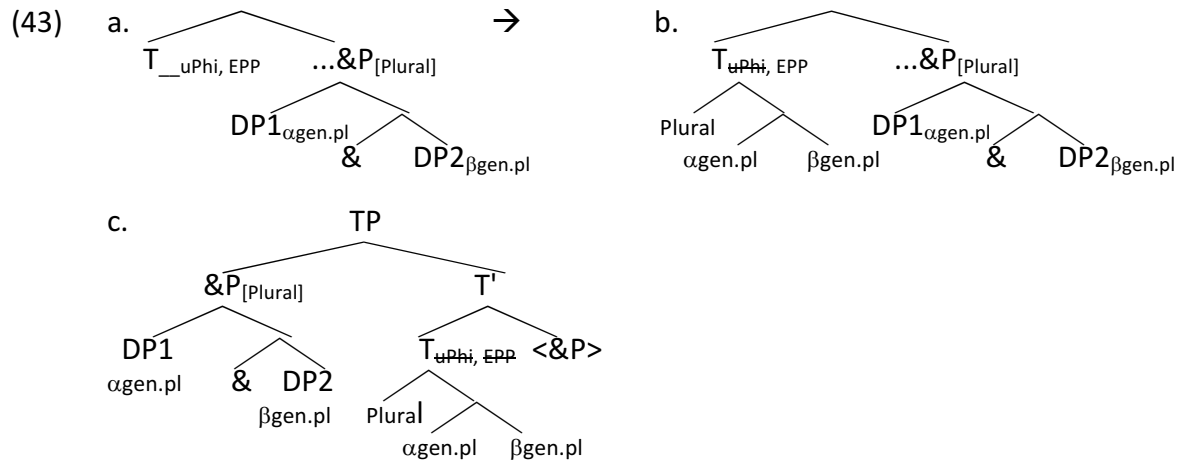 (43) a. → b.
T__uPhi, EPP ...&P[Plural] TuPhi, EPP ...&P[Plural]
DP1αgen.pl Plural DP1αgen.pl
& DP2βgen.pl αgen.pl βgen.pl & DP2βgen.pl
c. TP
&P[Plural] T'
DP1 TuPhi, EPP <&P>
αgen.pl & DP2
βgen.pl Plural
αgen.pl βgen.pl